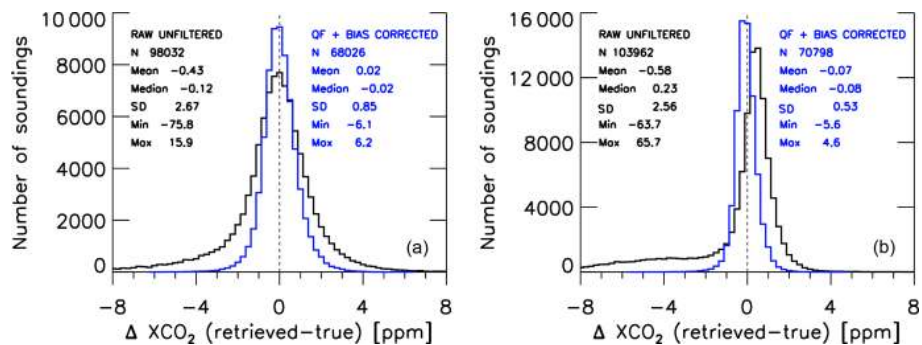 10 000
8000
6000
4000
2000
0
Number of soundings
RAW UNFILTERED
N 98032
Mean −0.43
Median −0.12
SD 2.67
Min −75.8
Max 15.9
QF + BIAS CORRECTED
N 68026
Mean 0.02
Median −0.02
SD 0.85
Min −6.1
Max 6.2
(a)
−8 −4 0 4 8
Δ XCO₂ (retrieved−true) [ppm]
16 000
12 000
8000
4000
0
Number of soundings
RAW UNFILTERED
N 103962
Mean −0.58
Median 0.23
SD 2.56
Min −63.7
Max 65.7
QF + BIAS CORRECTED
N 70798
Mean −0.07
Median −0.08
SD 0.53
Min −5.6
Max 4.6
(b)
−8 −4 0 4 8
Δ XCO₂ (retrieved−true) [ppm]